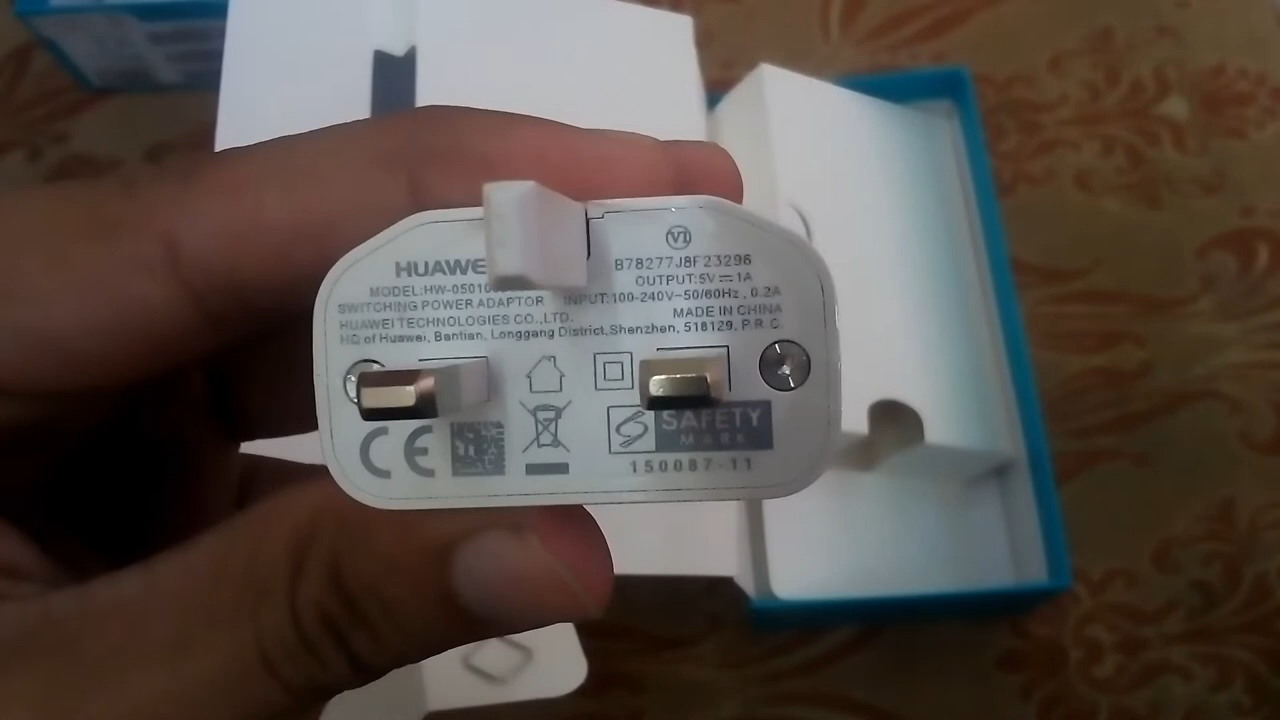 HUAWE
MODEL:HW-05010
SWITCHING POWER ADAPTOR
HUAWEI TECHNOLOGIES CO.,LTD.
HQ of Huawei, Bantian, Longgang District,Shenzhen, 518129, P.R.C.
VI
B78277J8F23296
OUTPUT:5V⎓1A
INPUT:100-240V~50/60Hz, 0.2A
MADE IN CHINA
CE
SAFETY
MARK
150087-11